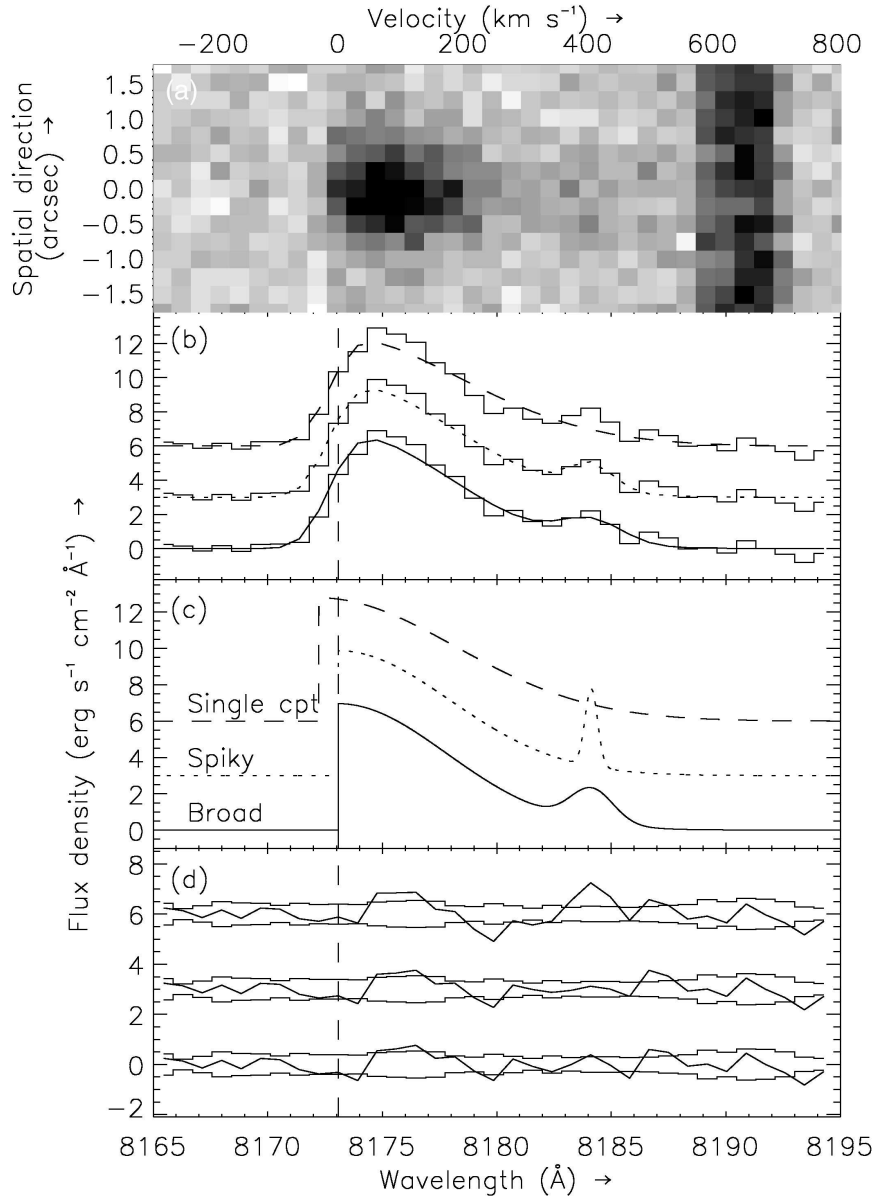 Velocity (km s⁻¹) →
-200 0 200 400 600 800
(a)
Spatial direction
(arcsec) →
1.5
1.0
0.5
0.0
-0.5
-1.0
-1.5
(b)
12
10
8
6
4
2
0
(c)
12
10
8
6
4
2
0
Single cpt
Spiky
Broad
Flux density (erg s⁻¹ cm⁻² Å⁻¹) →
(d)
8
6
4
2
0
-2
8165 8170 8175 8180 8185 8190 8195
Wavelength (Å) →